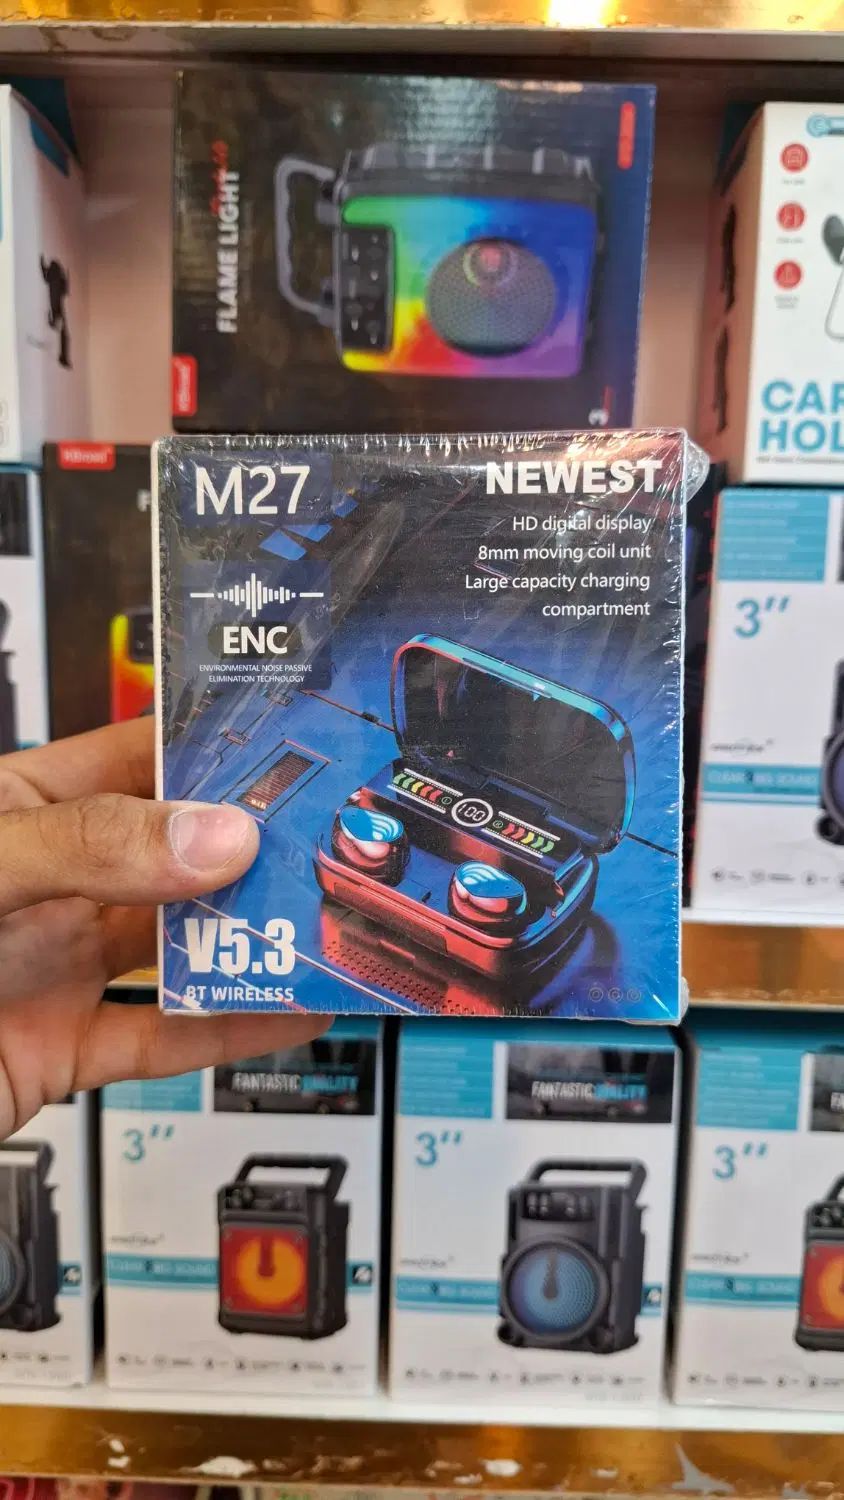 FLAME LIGHT
M27
NEWEST
HD digital display
8mm moving coil unit
Large capacity charging
compartment
ENC
ENVIRONMENTAL NOISE PASSIVE
ELIMINATION TECHNOLOGY
100
V5.3
BT WIRELESS
CAR
HOL
3″
FANTASTIC QUALITY
3″
FANTASTIC QUALITY
3″
3″